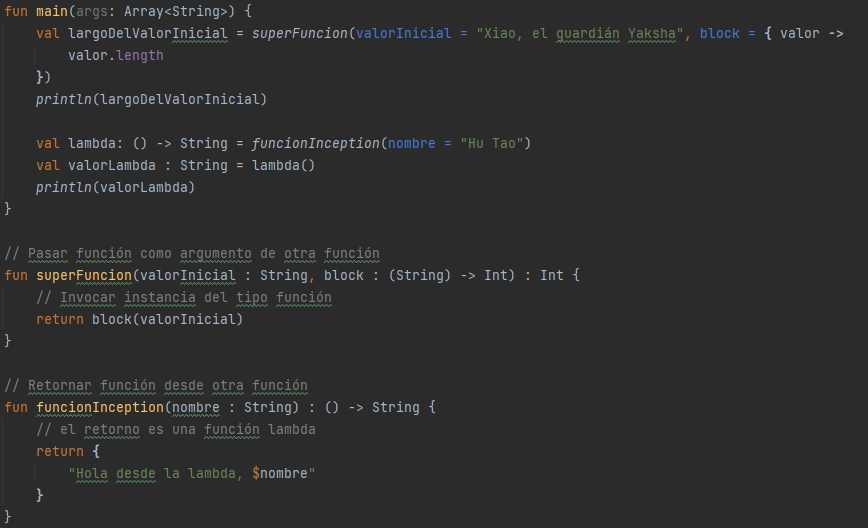 fun main(args: Array<String>) {
    val largoDelValorInicial = superFuncion(valorInicial = "Xiao, el guardián Yaksha", block = { valor ->
        valor.length
    })
    println(largoDelValorInicial)

    val lambda: () -> String = funcionInception(nombre = "Hu Tao")
    val valorLambda : String = lambda()
    println(valorLambda)
}

// Pasar función como argumento de otra función
fun superFuncion(valorInicial : String, block : (String) -> Int) : Int {
    // Invocar instancia del tipo función
    return block(valorInicial)
}

// Retornar función desde otra función
fun funcionInception(nombre : String) : () -> String {
    // el retorno es una función lambda
    return {
        "Hola desde la lambda, $nombre"
    }
}